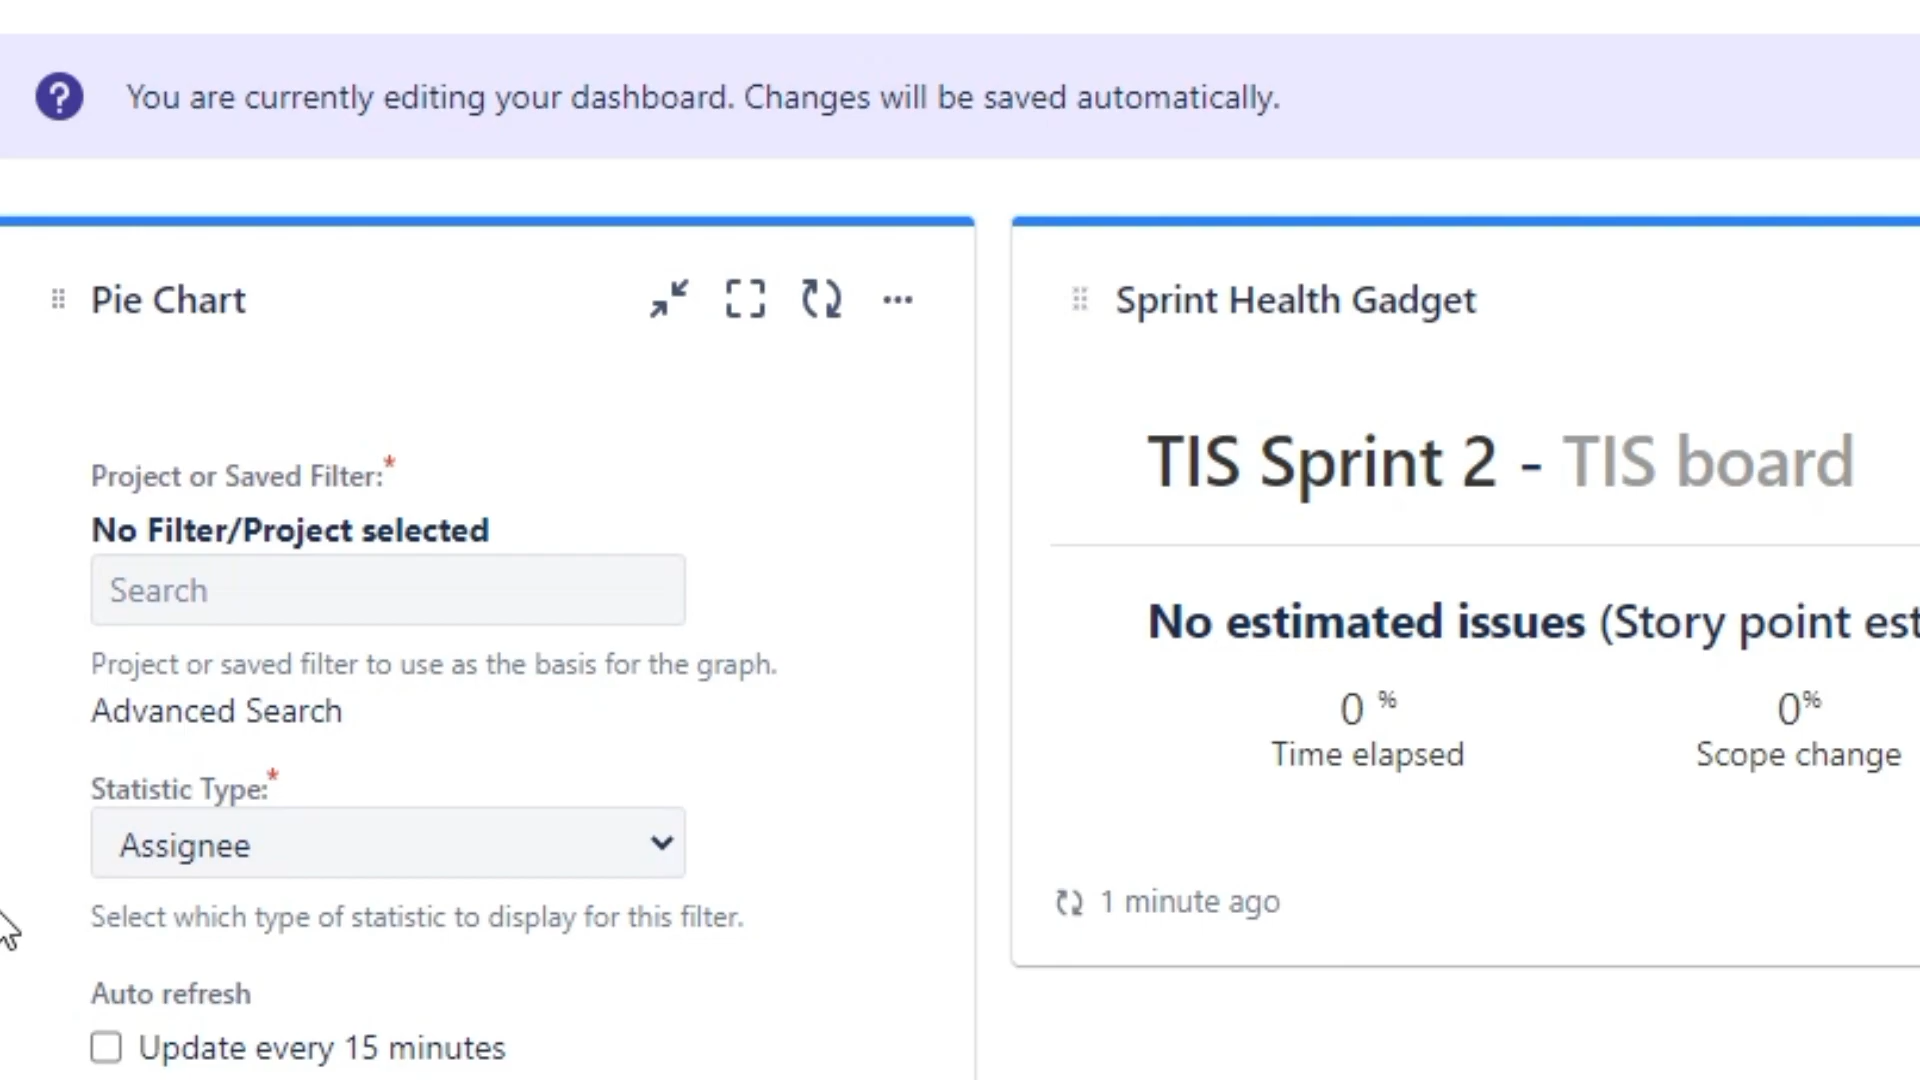 You are currently editing your dashboard. Changes will be saved automatically.
Pie Chart
Project or Saved Filter:*
No Filter/Project selected
Search
Project or saved filter to use as the basis for the graph.
Advanced Search
Statistic Type:*
Assignee
Select which type of statistic to display for this filter.
Auto refresh
Update every 15 minutes
Sprint Health Gadget
TIS Sprint 2 - TIS board
No estimated issues (Story point est
0 %
Time elapsed
0%
Scope change
1 minute ago